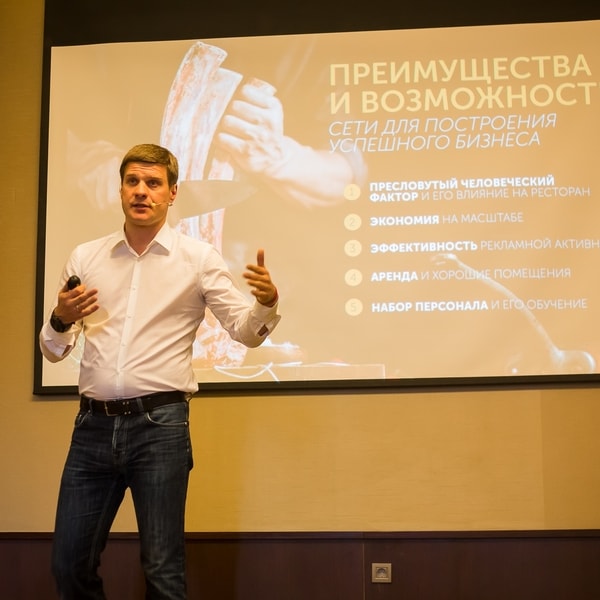 ПРЕИМУЩЕСТВА
И ВОЗМОЖНОСТ
СЕТИ ДЛЯ ПОСТРОЕНИЯ
УСПЕШНОГО БИЗНЕСА
1 ПРЕСЛОВУТЫЙ ЧЕЛОВЕЧЕСКИЙ
ФАКТОР И ЕГО ВЛИЯНИЕ НА РЕСТОРАН
2 ЭКОНОМИЯ НА МАСШТАБЕ
3 ЭФФЕКТИВНОСТЬ РЕКЛАМНОЙ АКТИВН
4 АРЕНДА И ХОРОШИЕ ПОМЕЩЕНИЯ
5 НАБОР ПЕРСОНАЛА И ЕГО ОБУЧЕНИЕ